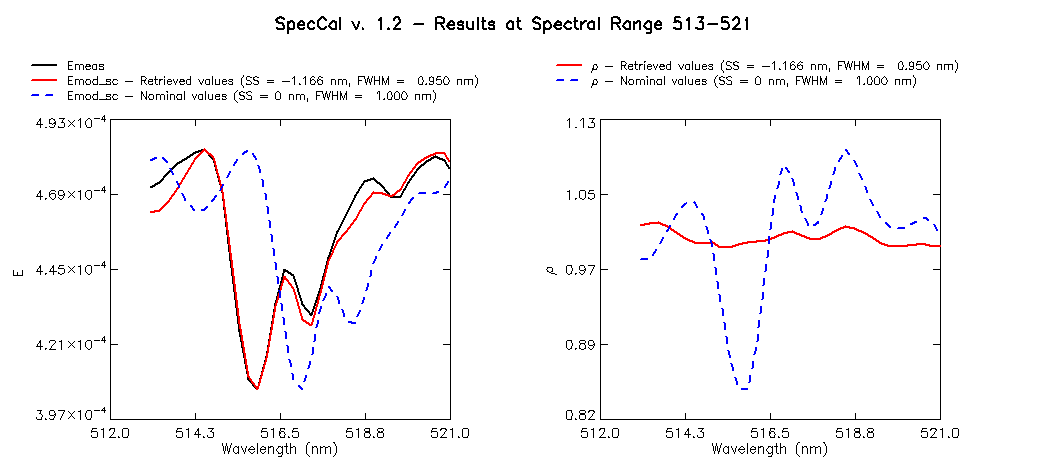 SpecCal v. 1.2 – Results at Spectral Range 513–521
Emeas
Emod_sc – Retrieved values (SS = –1.166 nm, FWHM = 0.950 nm)
Emod_sc – Nominal values (SS = 0 nm, FWHM = 1.000 nm)
ρ – Retrieved values (SS = –1.166 nm, FWHM = 0.950 nm)
ρ – Nominal values (SS = 0 nm, FWHM = 1.000 nm)
4.93×10⁻⁴
4.69×10⁻⁴
4.45×10⁻⁴
4.21×10⁻⁴
3.97×10⁻⁴
E
512.0 514.3 516.5 518.8 521.0
Wavelength (nm)
1.13
1.05
0.97
0.89
0.82
ρ
512.0 514.3 516.5 518.8 521.0
Wavelength (nm)